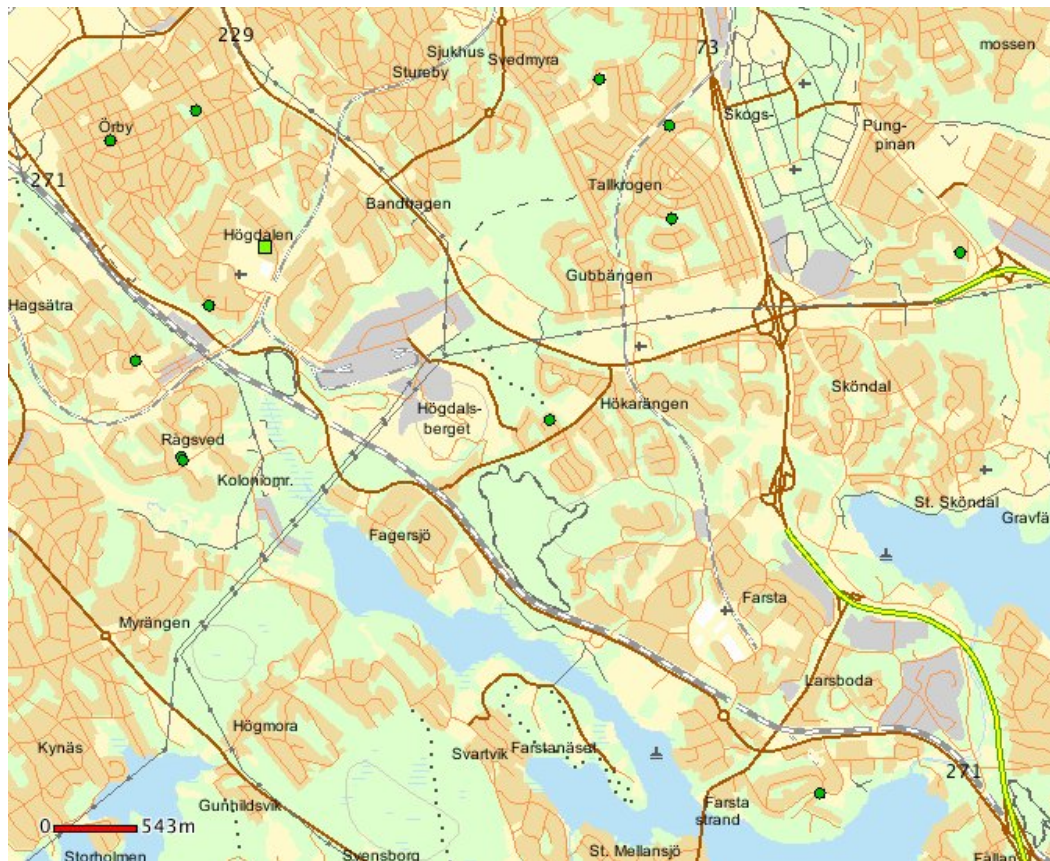 229
Sjukhus
Svedmyra
Stureby
73
mossen
Skogs-
Pung-
pinan
Örby
271
Tallkrogen
Bandhagen
Högdalen
Gubbängen
Hagsätra
Sköndal
Högdals-
berget
Hökarängen
Ragsved
Koloniomr.
St. Sköndal
Gravfä
Fagersjö
Farsta
Myrängen
Larsboda
Högmora
Kynäs
Svartvik
Farstanäset
271
Gunhildsvik
Farsta
strand
0
543m
Storholmen
Svensborg
St. Mellansjö